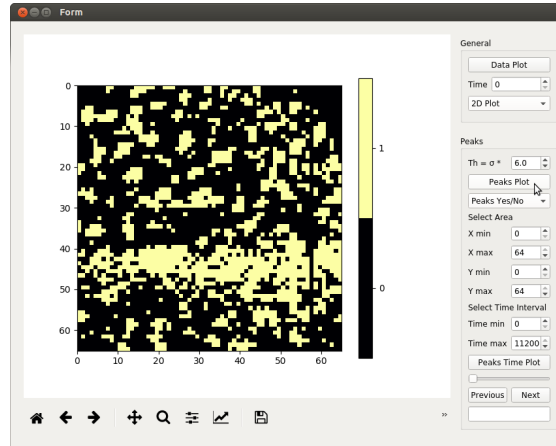 Form
General
Data Plot
Time 0
2D Plot
Peaks
Th = σ * 6.0
Peaks Plot
Peaks Yes/No
Select Area
X min 0
X max 64
Y min 0
Y max 64
Select Time Interval
Time min 0
Time max 11200
Peaks Time Plot
Previous Next
0
10
20
30
40
50
60
0 10 20 30 40 50 60
1
0
»